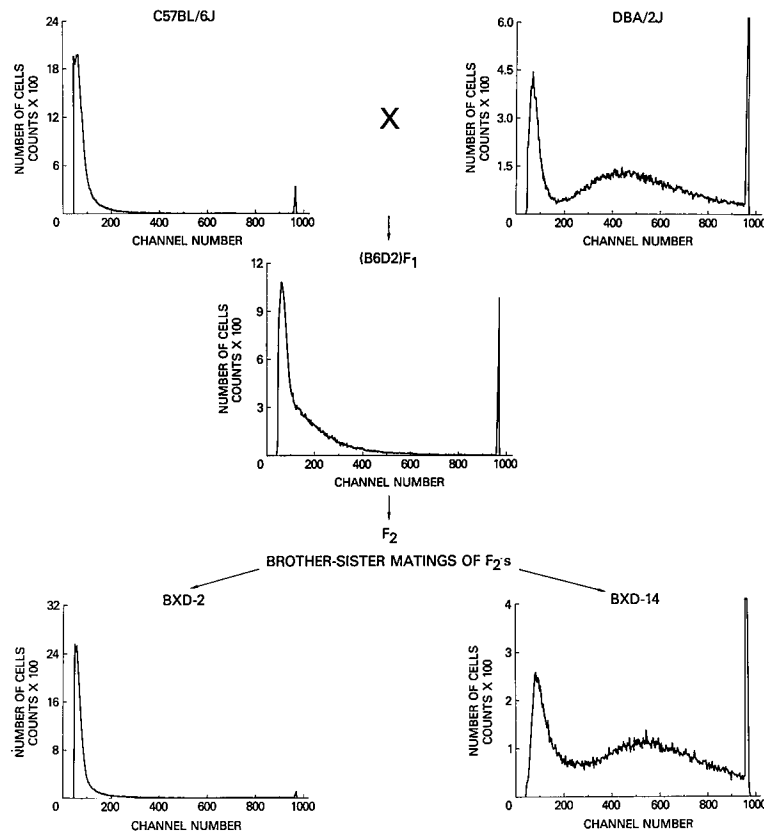 C57BL/6J
24
18
12
6
0
200 400 600 800 1000
NUMBER OF CELLS
COUNTS X 100
CHANNEL NUMBER
X
DBA/2J
6.0
4.5
3.0
1.5
0
200 400 600 800 1000
NUMBER OF CELLS
COUNTS X 100
CHANNEL NUMBER
(B6D2)F1
12
9
6
3
0
200 400 600 800 1000
NUMBER OF CELLS
COUNTS X 100
CHANNEL NUMBER
F2
BROTHER-SISTER MATINGS OF F2's
BXD-2
32
24
16
8
0
200 400 600 800 1000
NUMBER OF CELLS
COUNTS X 100
CHANNEL NUMBER
BXD-14
4
3
2
1
0
200 400 600 800 1000
NUMBER OF CELLS
COUNTS X 100
CHANNEL NUMBER